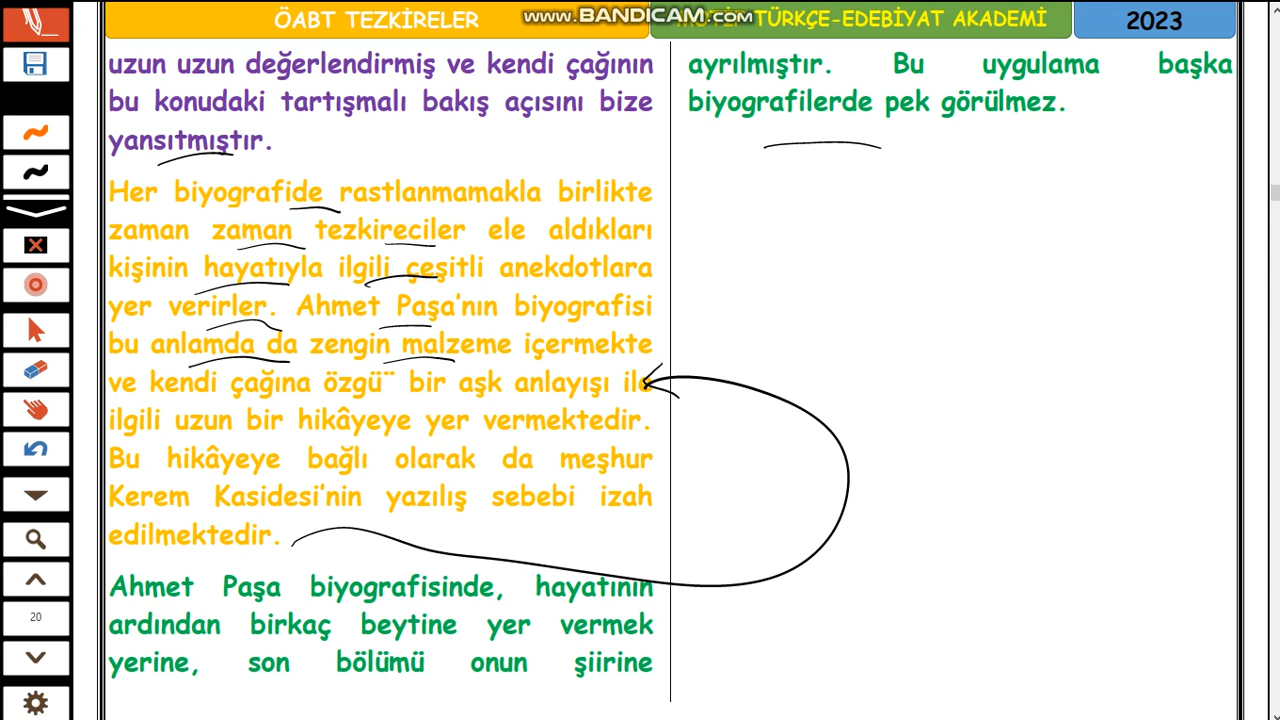 ÖABT TEZKİRELER
www.BANDICAM.com
TÜRKÇE-EDEBİYAT AKADEMİ
2023
uzun uzun değerlendirmiş ve kendi çağının
bu konudaki tartışmalı bakış açısını bize
yansıtmıştır.
Her biyografide rastlanmamakla birlikte
zaman zaman tezkireciler ele aldıkları
kişinin hayatıyla ilgili çeşitli anekdotlara
yer verirler. Ahmet Paşa’nın biyografisi
bu anlamda da zengin malzeme içermekte
ve kendi çağına özgü¨ bir aşk anlayışı ile
ilgili uzun bir hikâyeye yer vermektedir.
Bu hikâyeye bağlı olarak da meşhur
Kerem Kasidesi’nin yazılış sebebi izah
edilmektedir.
Ahmet Paşa biyografisinde, hayatının
ardından birkaç beytine yer vermek
yerine, son bölümü onun şiirine
ayrılmıştır. Bu uygulama başka
biyografilerde pek görülmez.
20